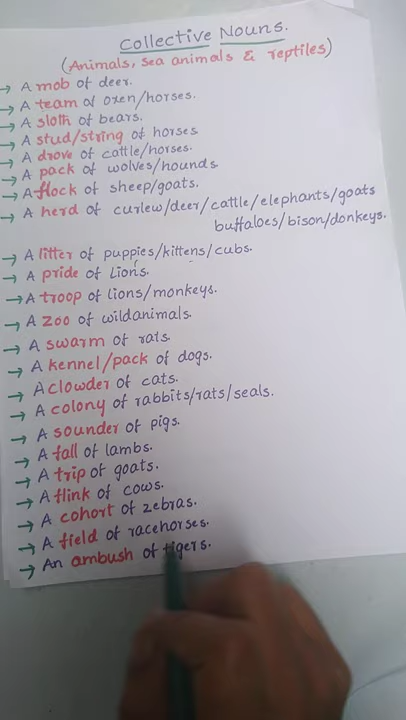 Collective Nouns.
(Animals, sea animals & reptiles)
→ A mob of deer.
→ A team of oxen/horses.
→ A sloth of bears.
→ A stud/string of horses
→ A drove of cattle/horses.
→ A pack of wolves/hounds
→ A flock of sheep/goats.
→ A herd of curlew/deer/cattle/elephants/goats
buffaloes/bison/donkeys.
→ A litter of puppies/kittens/cubs.
→ A pride of Lions.
→ A troop of lions/monkeys.
→ A zoo of wildanimals.
→ A swarm of rats.
→ A kennel/pack of dogs.
→ A clowder of cats.
→ A colony of rabbits/rats/seals.
→ A sounder of pigs.
→ A fall of lambs.
→ A trip of goats.
→ A flink of cows.
→ A cohort of zebras.
→ A field of racehorses.
→ An ambush of tigers.